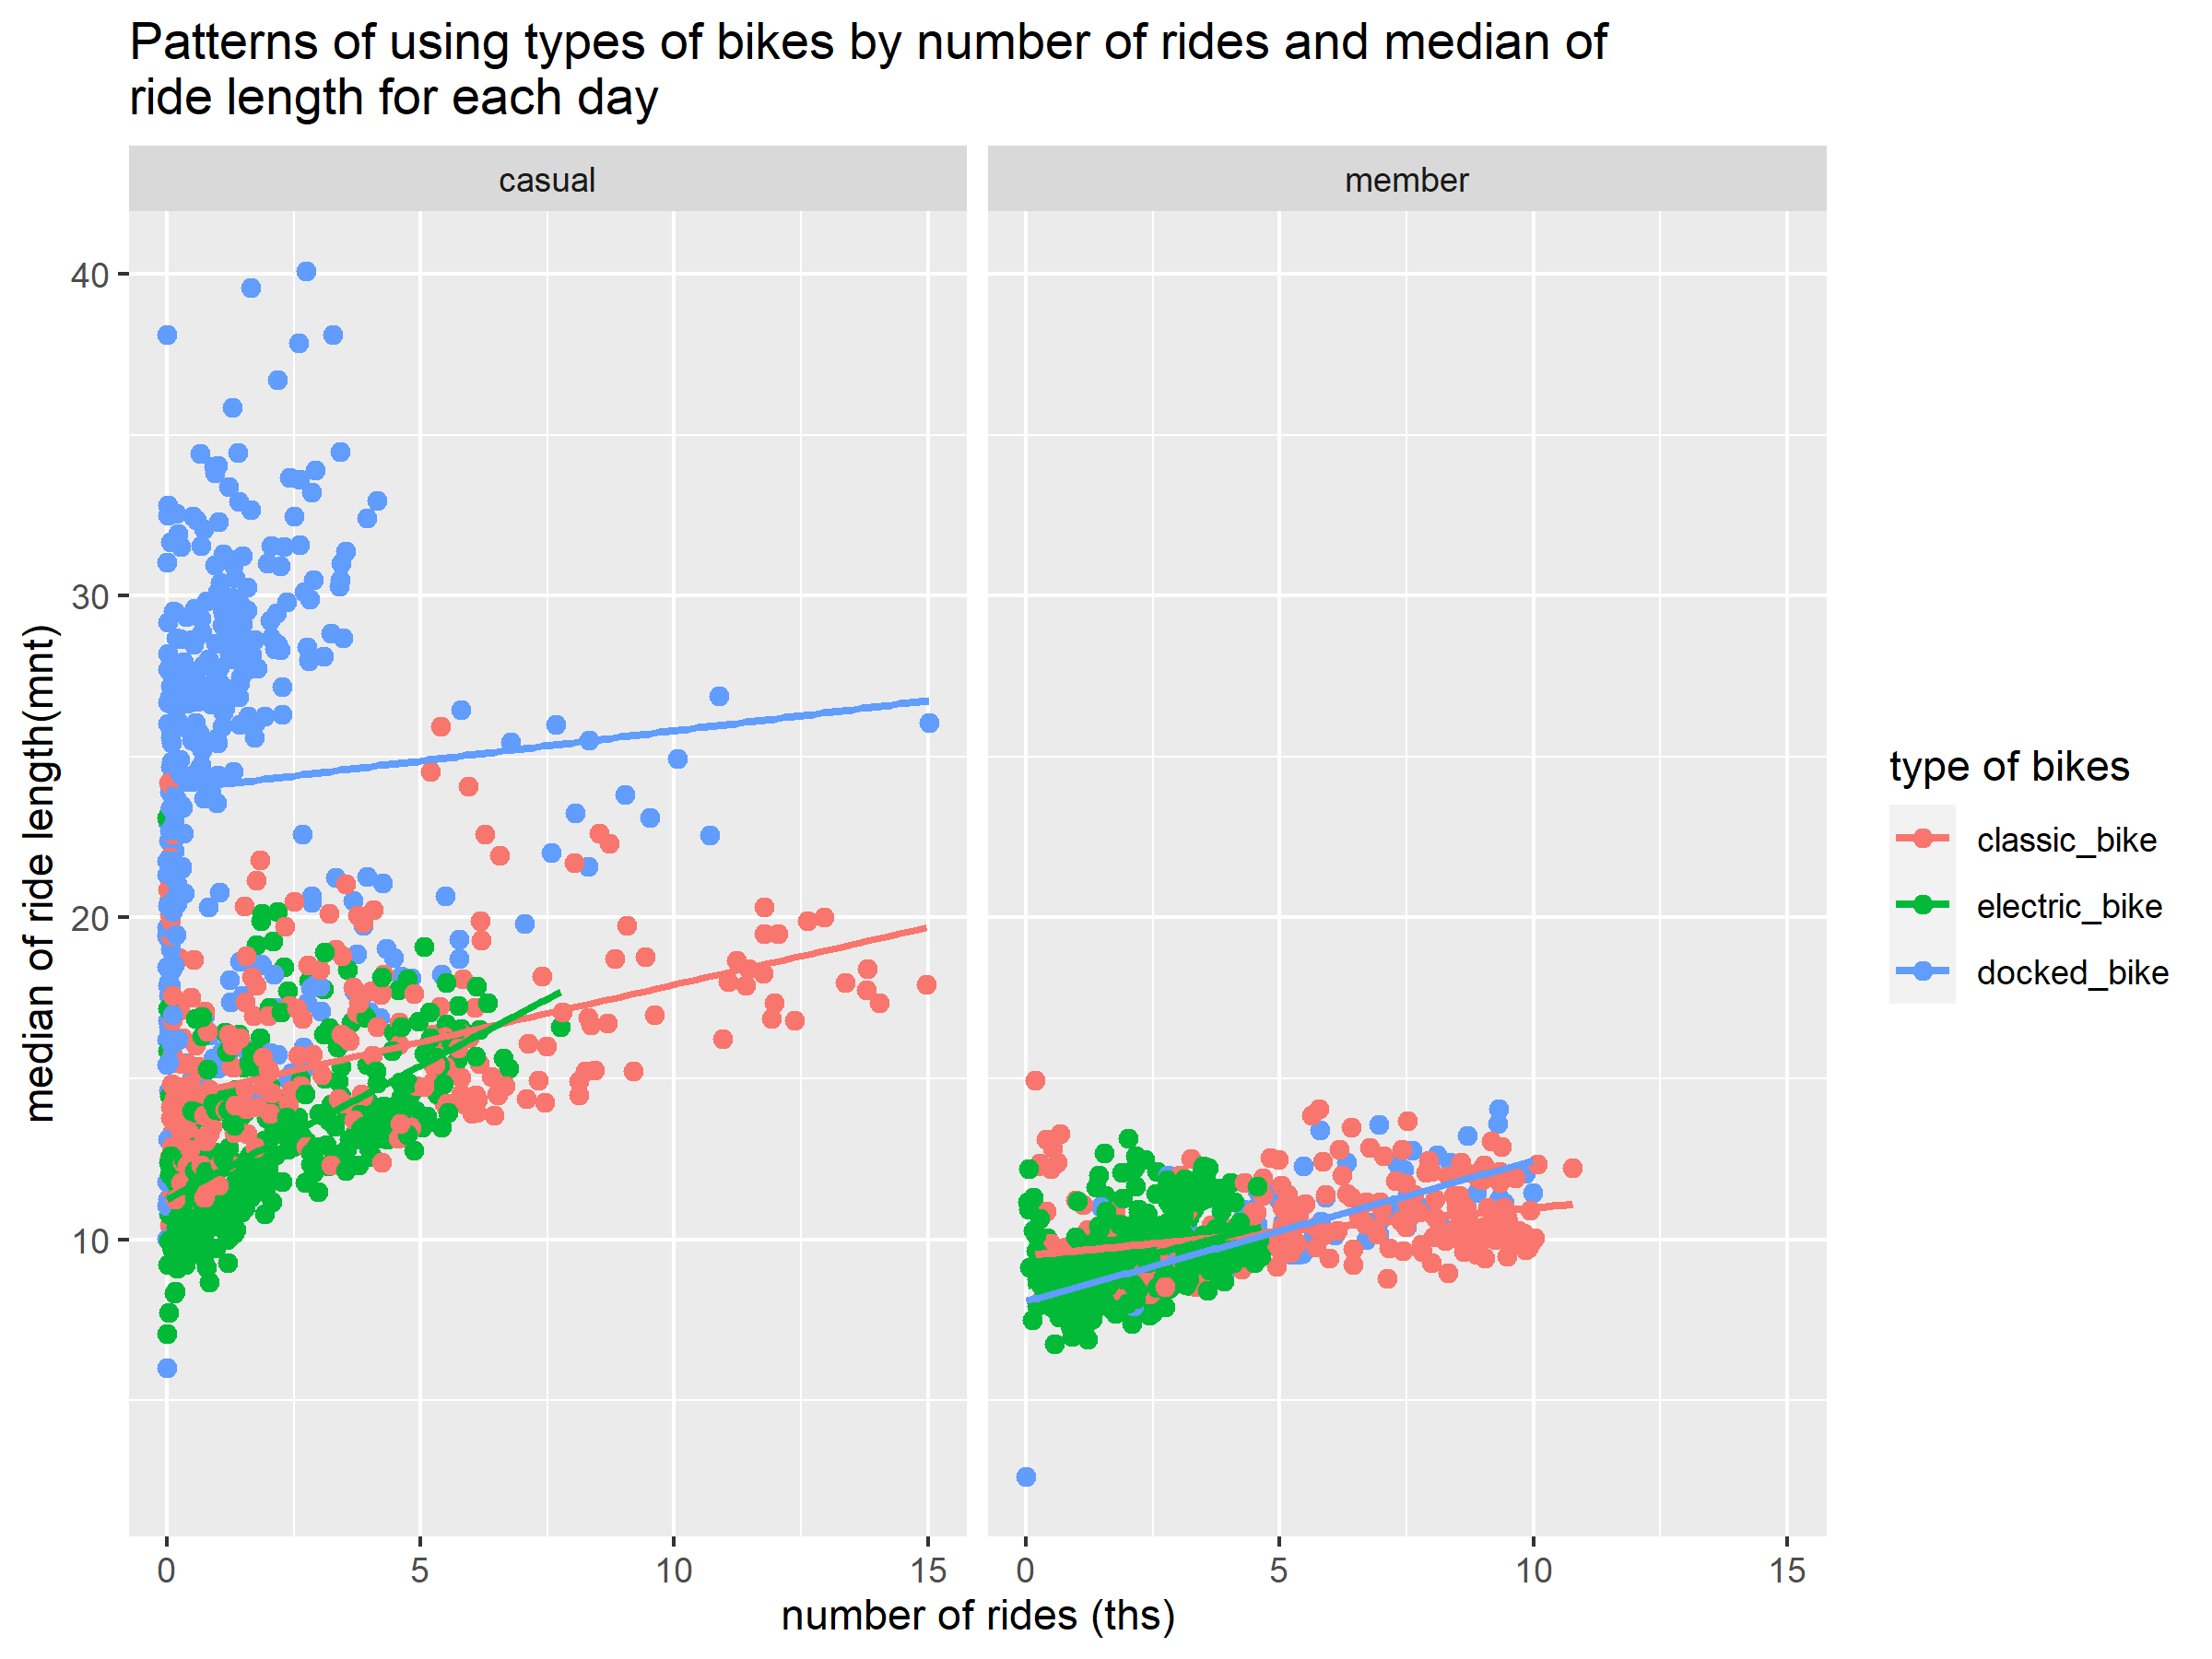 Patterns of using types of bikes by number of rides and median of
ride length for each day
casual
member
median of ride length(mnt)
40
30
20
10
0
5
10
15
0
5
10
15
number of rides (ths)
type of bikes
classic_bike
electric_bike
docked_bike